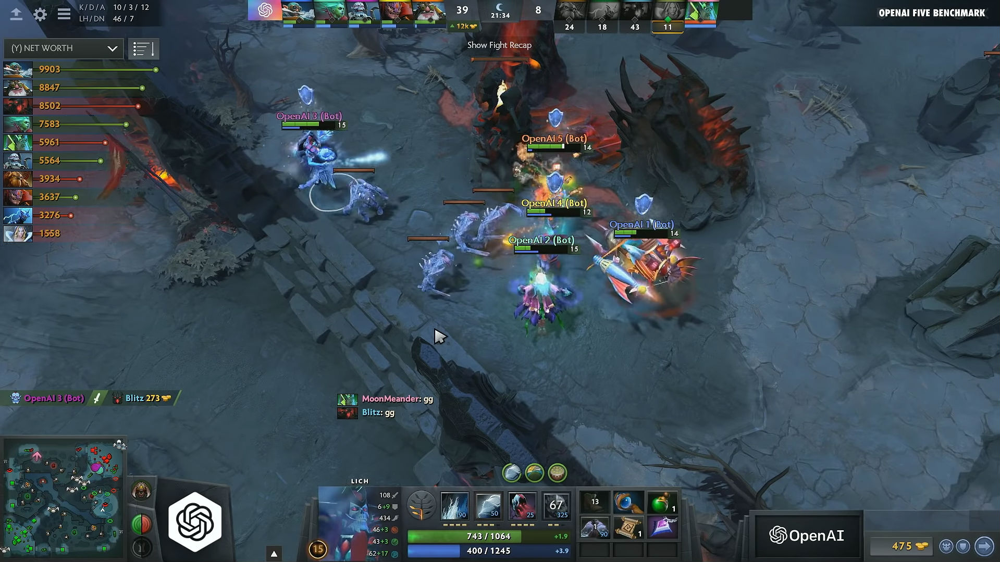 K/D/A 10 / 3 / 12
LH/DN 46 / 7
39
21:34
8
12k
24
18
43
11
OPENAI FIVE BENCHMARK
Show Fight Recap
(Y) NET WORTH
9903
8847
8502
7583
5961
5564
3934
3637
3276
1558
OpenAI 3 (Bot)
15
OpenAI 5 (Bot)
14
OpenAI 4 (Bot)
12
OpenAI 1 (Bot)
14
OpenAI 2 (Bot)
15
OpenAI 3 (Bot) Blitz 273
MoonMeander: gg
Blitz: gg
LICH
108
6+9
434
46+3
43+3
62+17
15
190
50
25
67
325
743 / 1064 +1.9
400 / 1245 +3.9
13
1
1
90
1
OpenAI
475